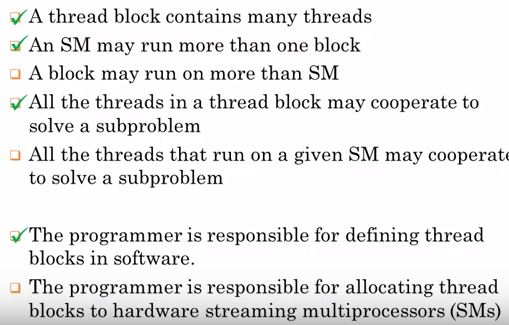 A thread block contains many threads
An SM may run more than one block
A block may run on more than SM
All the threads in a thread block may cooperate to
solve a subproblem
All the threads that run on a given SM may cooperate
to solve a subproblem
The programmer is responsible for defining thread
blocks in software.
The programmer is responsible for allocating thread
blocks to hardware streaming multiprocessors (SMs)